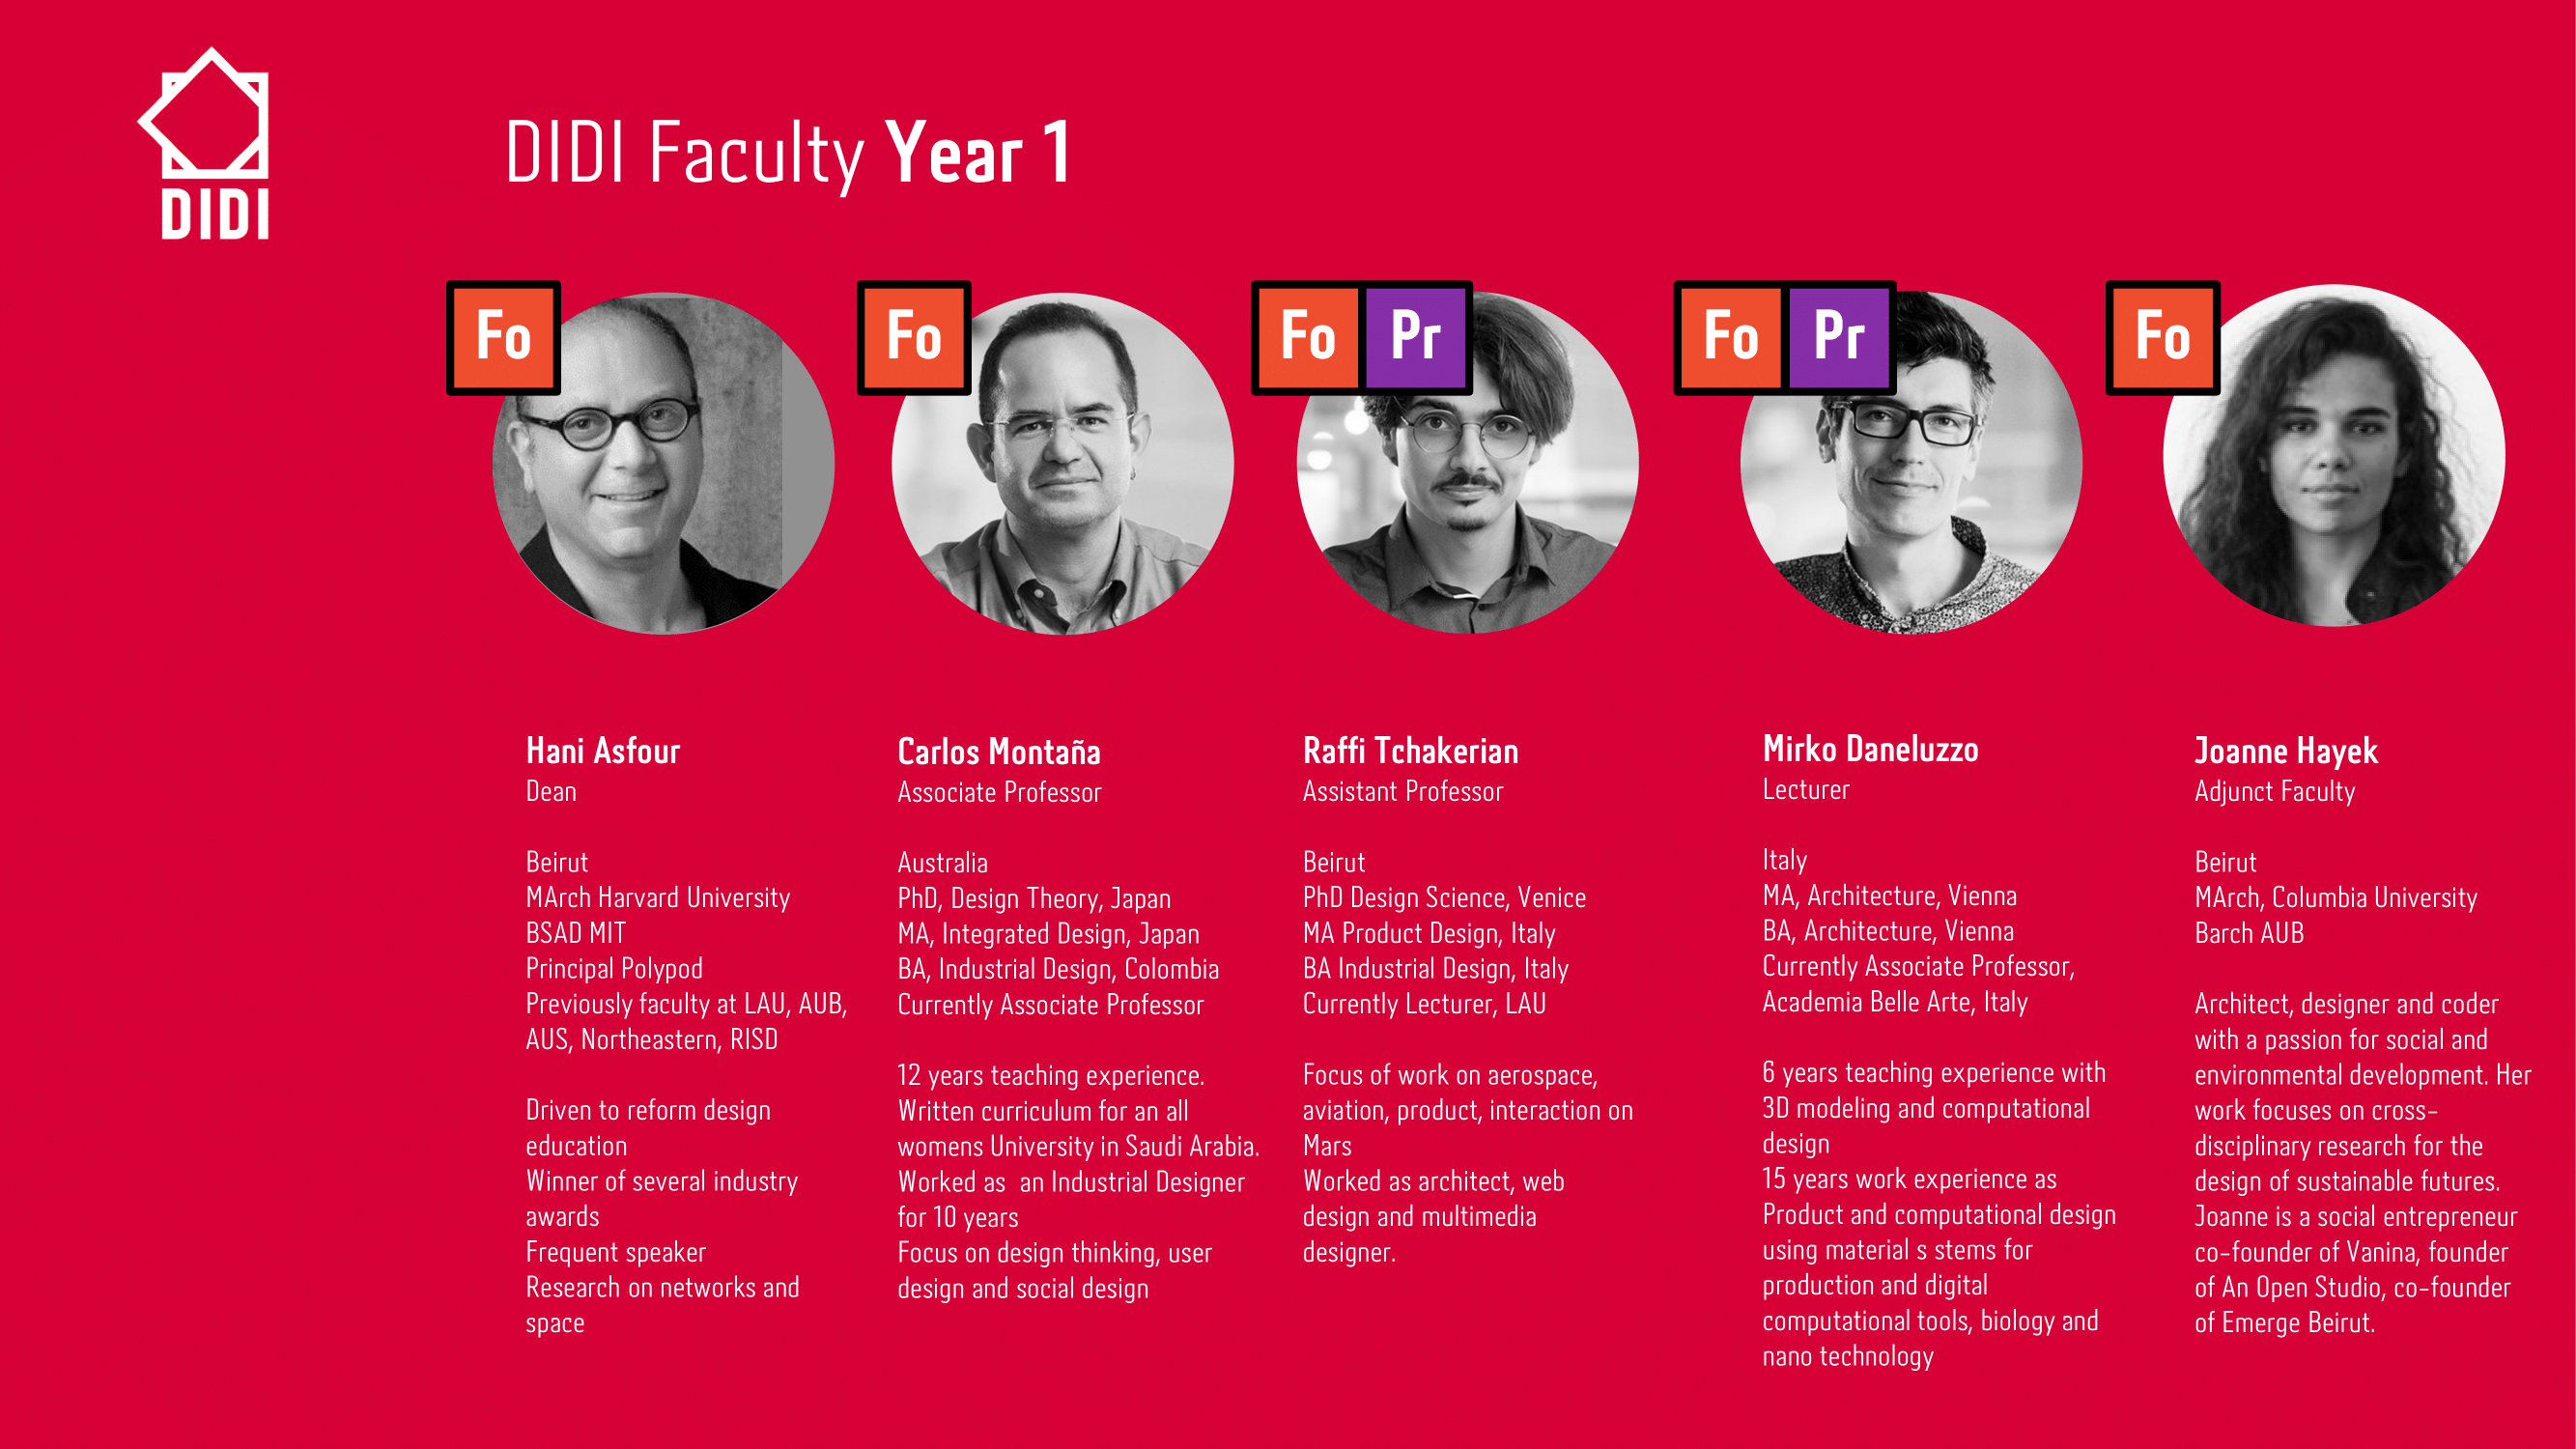 DIDI
DIDI Faculty Year 1
Fo
Fo
Fo Pr
Fo Pr
Fo
Hani Asfour
Dean
Beirut
MArch Harvard University
BSAD MIT
Principal Polypod
Previously faculty at LAU, AUB,
AUS, Northeastern, RISD
Driven to reform design
education
Winner of several industry
awards
Frequent speaker
Research on networks and
space
Carlos Montaña
Associate Professor
Australia
PhD, Design Theory, Japan
MA, Integrated Design, Japan
BA, Industrial Design, Colombia
Currently Associate Professor
12 years teaching experience.
Written curriculum for an all
womens University in Saudi Arabia.
Worked as  an Industrial Designer
for 10 years
Focus on design thinking, user
design and social design
Raffi Tchakerian
Assistant Professor
Beirut
PhD Design Science, Venice
MA Product Design, Italy
BA Industrial Design, Italy
Currently Lecturer, LAU
Focus of work on aerospace,
aviation, product, interaction on
Mars
Worked as architect, web
design and multimedia
designer.
Mirko Daneluzzo
Lecturer
Italy
MA, Architecture, Vienna
BA, Architecture, Vienna
Currently Associate Professor,
Academia Belle Arte, Italy
6 years teaching experience with
3D modeling and computational
design
15 years work experience as
Product and computational design
using material s stems for
production and digital
computational tools, biology and
nano technology
Joanne Hayek
Adjunct Faculty
Beirut
MArch, Columbia University
Barch AUB
Architect, designer and coder
with a passion for social and
environmental development. Her
work focuses on cross-
disciplinary research for the
design of sustainable futures.
Joanne is a social entrepreneur
co-founder of Vanina, founder
of An Open Studio, co-founder
of Emerge Beirut.